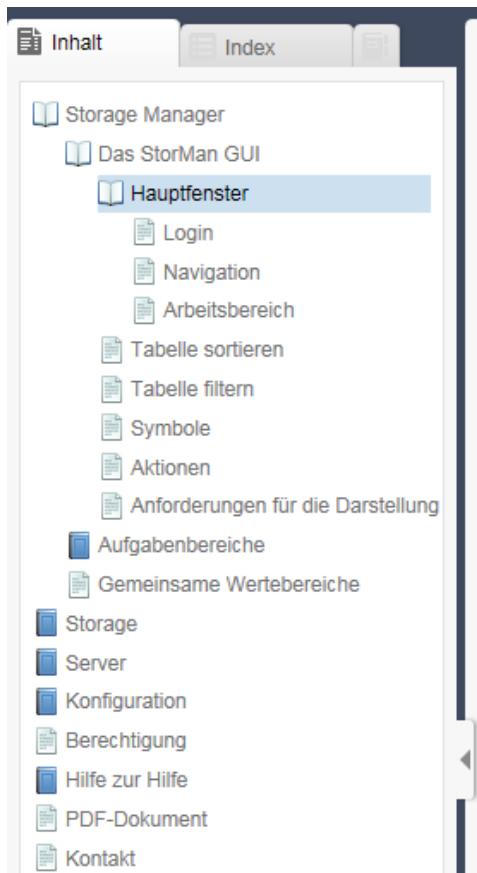 Inhalt
Index
Storage Manager
Das StorMan GUI
Hauptfenster
Login
Navigation
Arbeitsbereich
Tabelle sortieren
Tabelle filtern
Symbole
Aktionen
Anforderungen für die Darstellung
Aufgabenbereiche
Gemeinsame Wertebereiche
Storage
Server
Konfiguration
Berechtigung
Hilfe zur Hilfe
PDF-Dokument
Kontakt